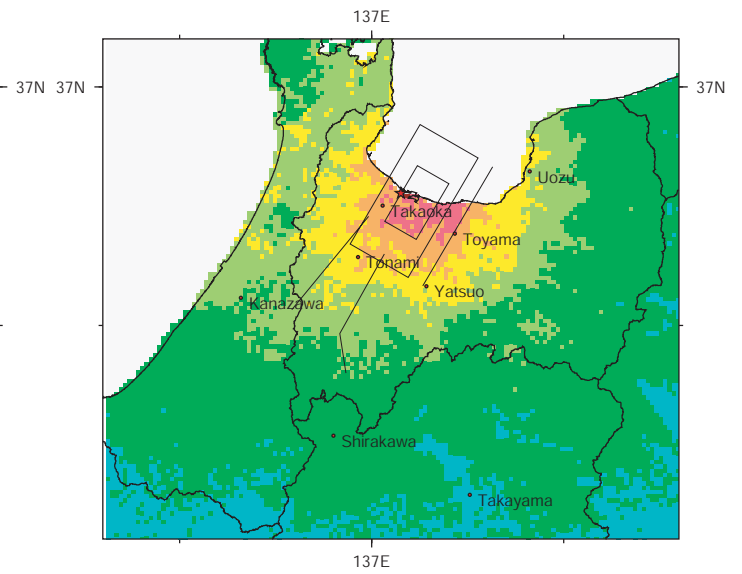 137E
37N 37N
37N
Uozu
Takaoka
Toyama
Tonami
Yatsuo
Kanazawa
Shirakawa
Takayama
137E